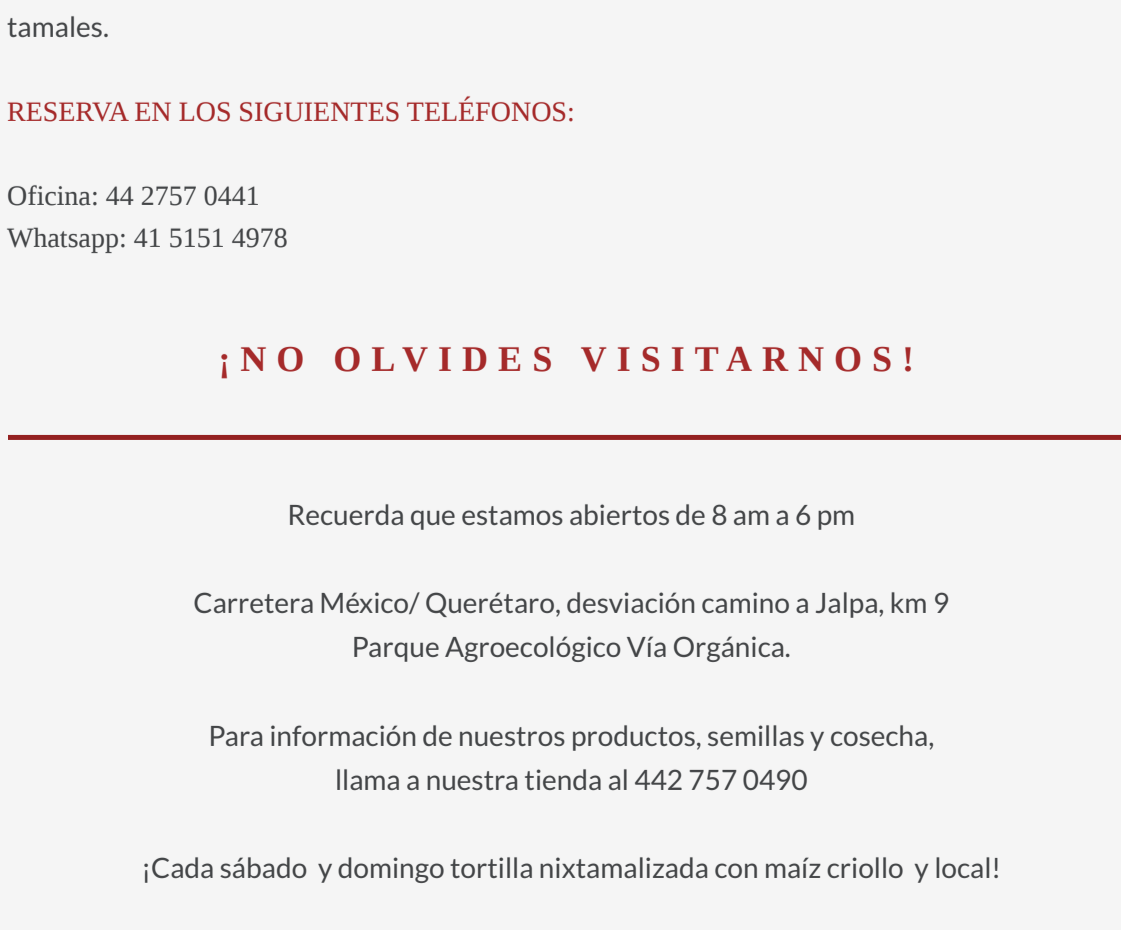 tamales.
RESERVA EN LOS SIGUIENTES TELÉFONOS:
Oficina: 44 2757 0441
Whatsapp: 41 5151 4978
¡NO OLVIDES VISITARNOS!
Recuerda que estamos abiertos de 8 am a 6 pm
Carretera México/ Querétaro, desviación camino a Jalpa, km 9
Parque Agroecológico Vía Orgánica.
Para información de nuestros productos, semillas y cosecha,
llama a nuestra tienda al 442 757 0490
¡Cada sábado  y domingo tortilla nixtamalizada con maíz criollo  y local!